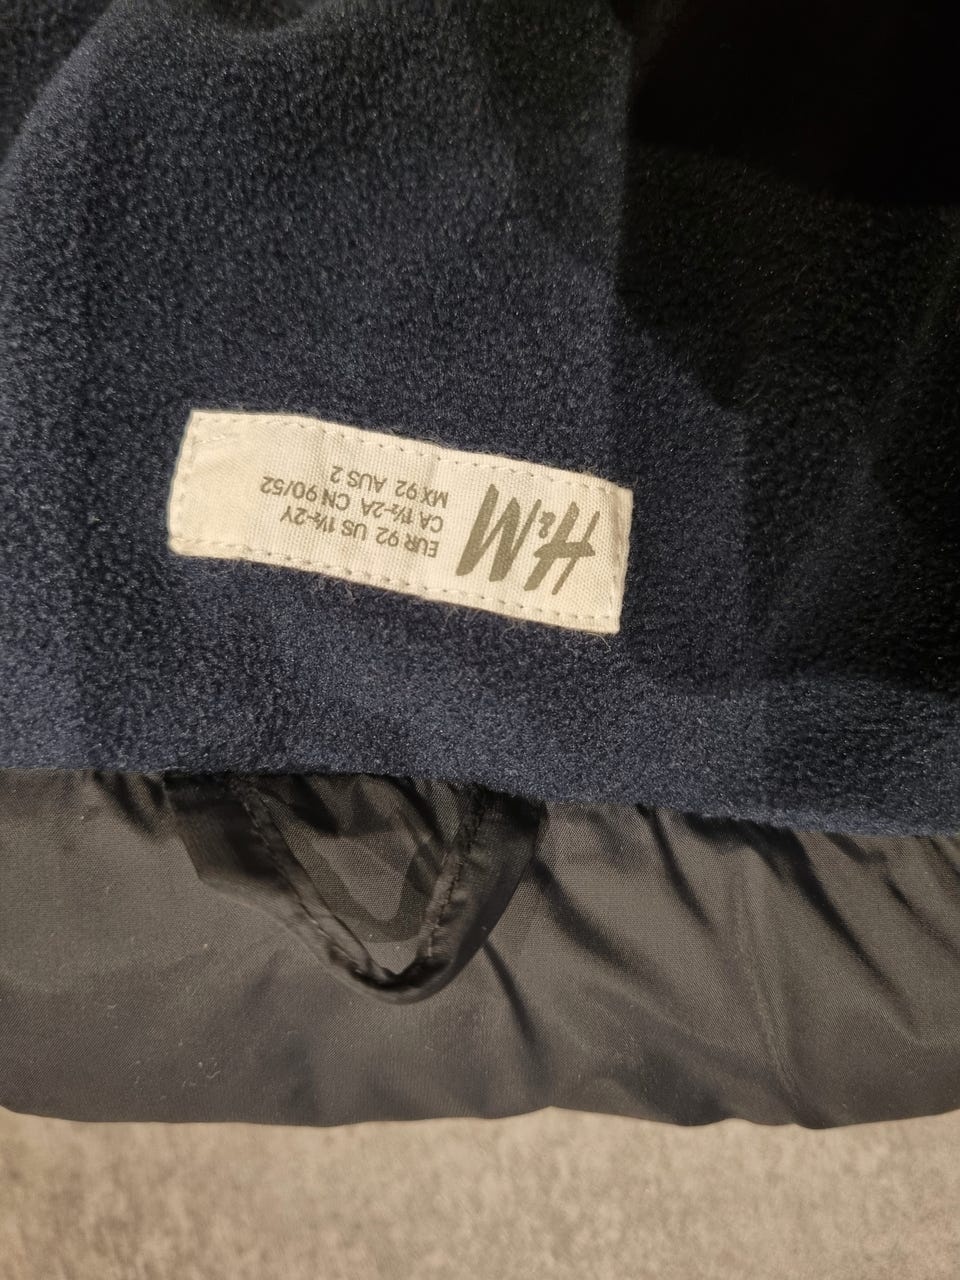 H&M
EUR 92 US 1½-2Y
CA 1½-2A CN 90/52
MX 92 AUS 2